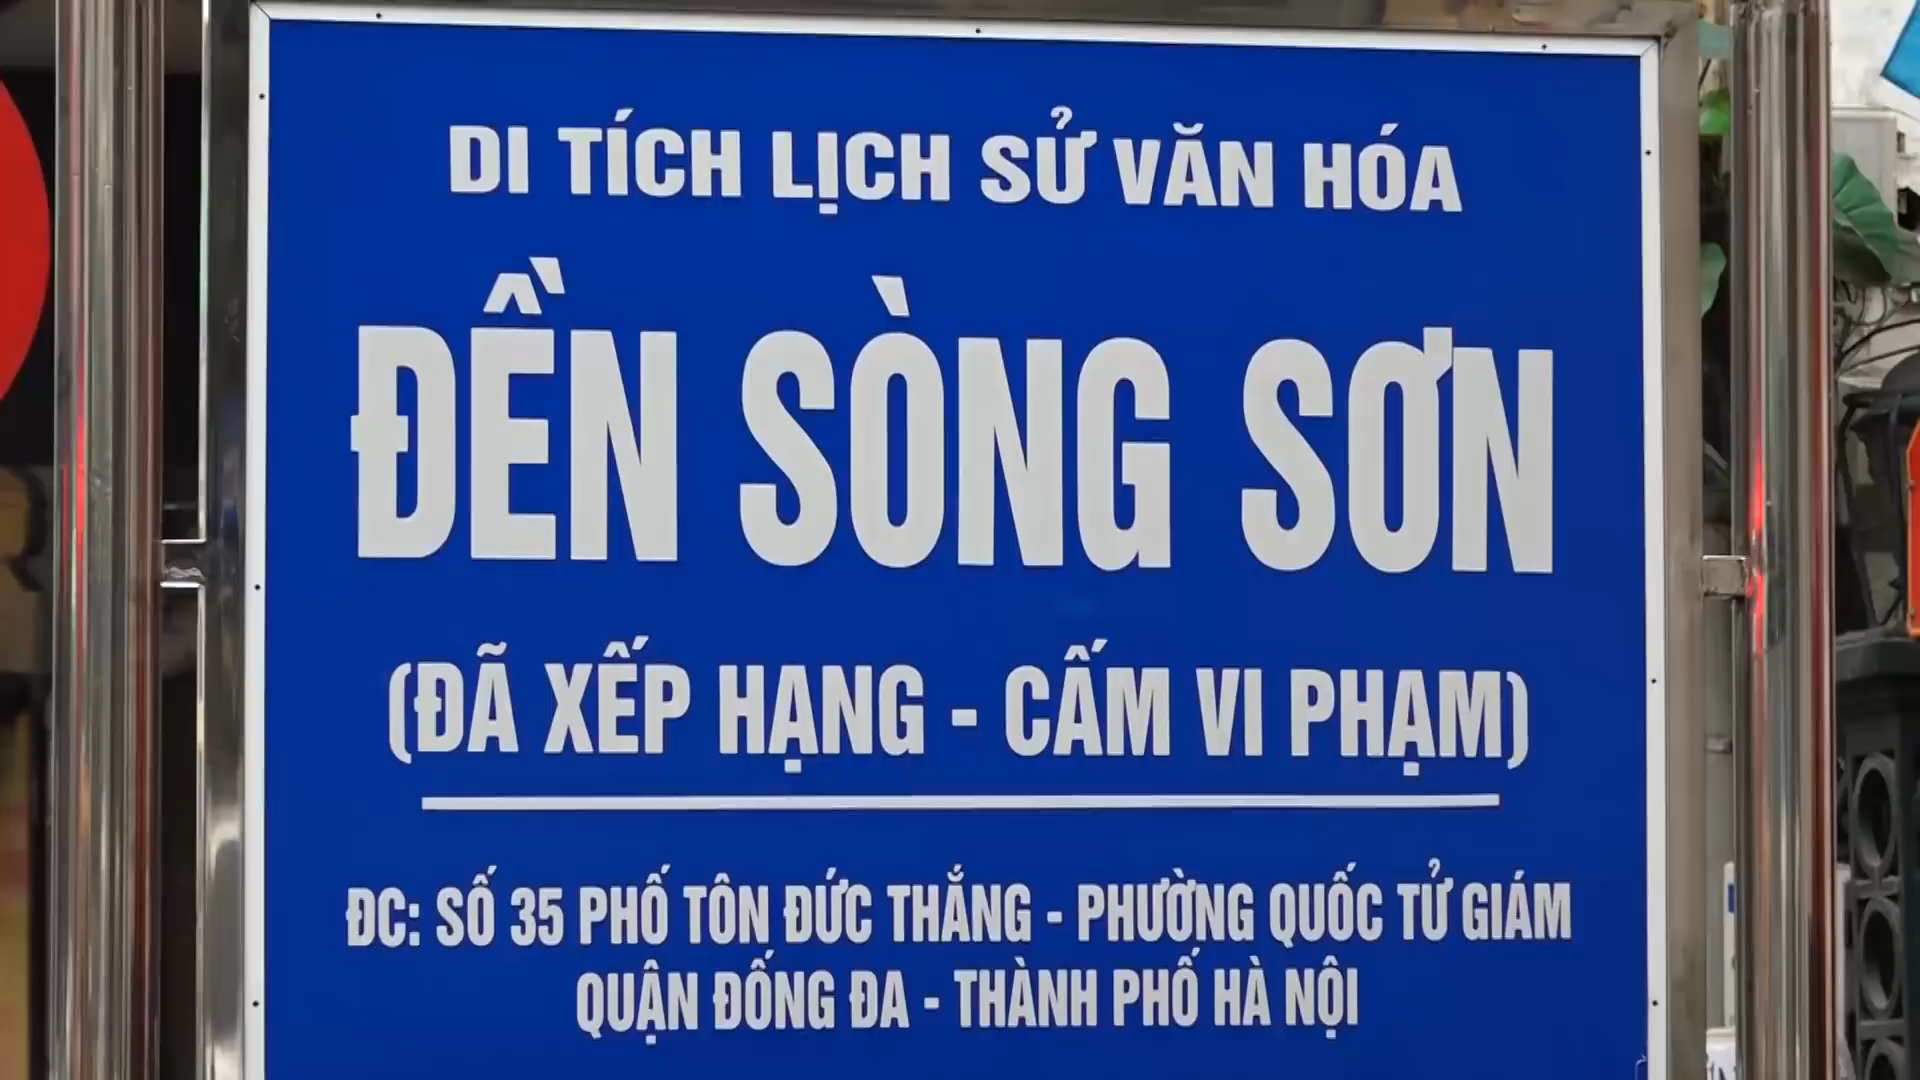 DI TÍCH LỊCH SỬ VĂN HÓA
ĐỀN SÒNG SƠN
(ĐÃ XẾP HẠNG - CẤM VI PHẠM)
ĐC: SỐ 35 PHỐ TÔN ĐỨC THẮNG - PHƯỜNG QUỐC TỬ GIÁM
QUẬN ĐỐNG ĐA - THÀNH PHỐ HÀ NỘI